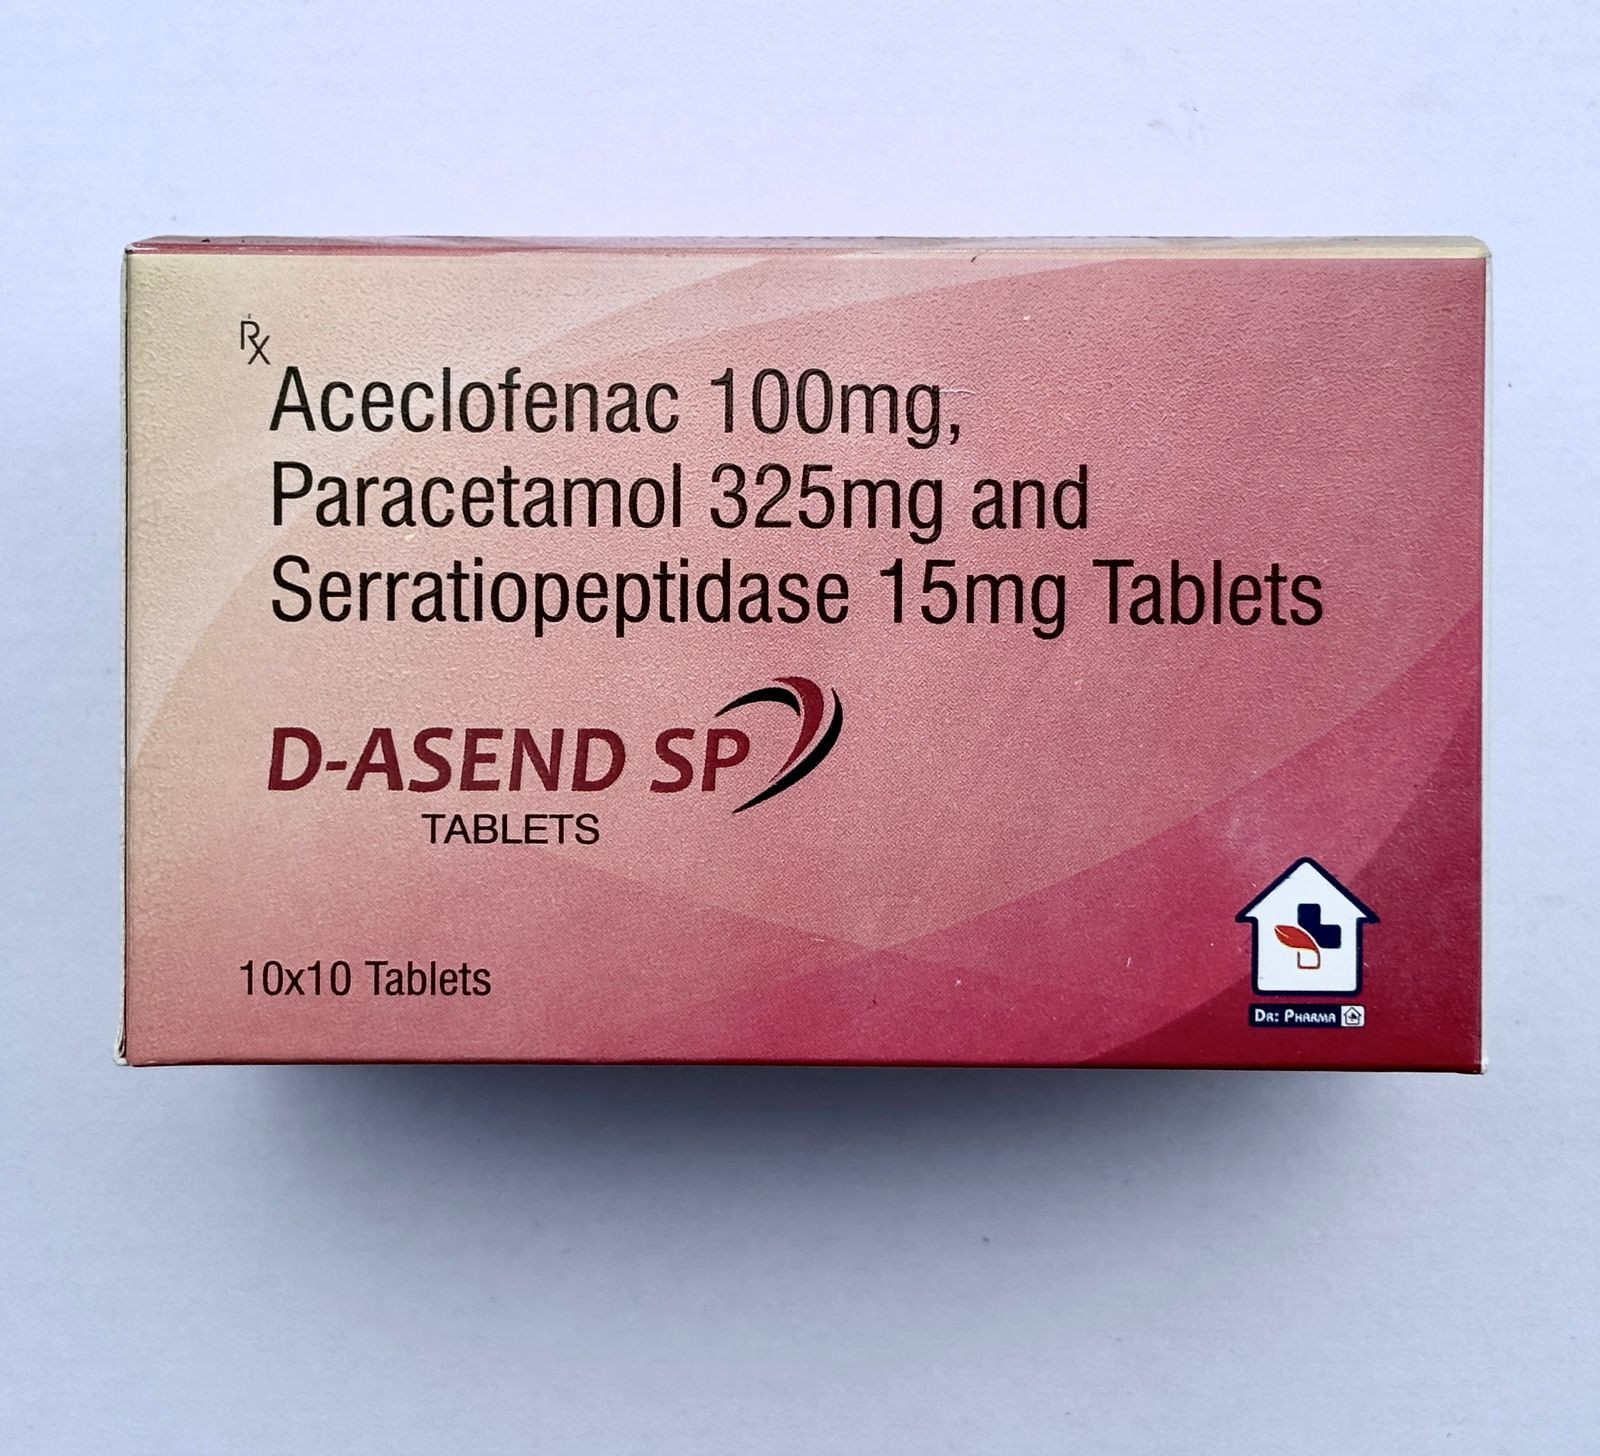 Rx
Aceclofenac 100mg,
Paracetamol 325mg and
Serratiopeptidase 15mg Tablets
D-ASEND SP
TABLETS
10x10 Tablets
DR: PHARMA